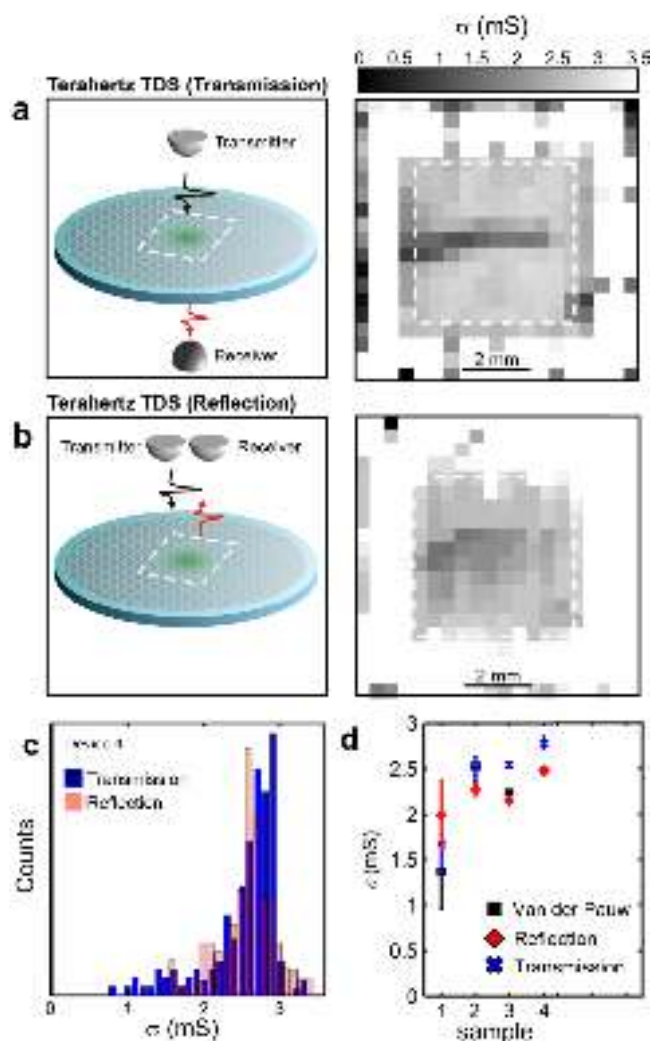 σ (mS)
0 0.5 1 1.5 2 2.5 3 3.5
Terahertz TDS (Transmission)
a
Transmitter
Receiver
2 mm
Terahertz TDS (Reflection)
b
Transmitter
Receiver
2 mm
c
Transmission
Reflection
Counts
0
1
2
3
σ (mS)
d
3
2.5
2
1.5
1
0.5
0
σ (mS)
Van der Pauw
Reflection
Transmission
1 2 3 4
sample